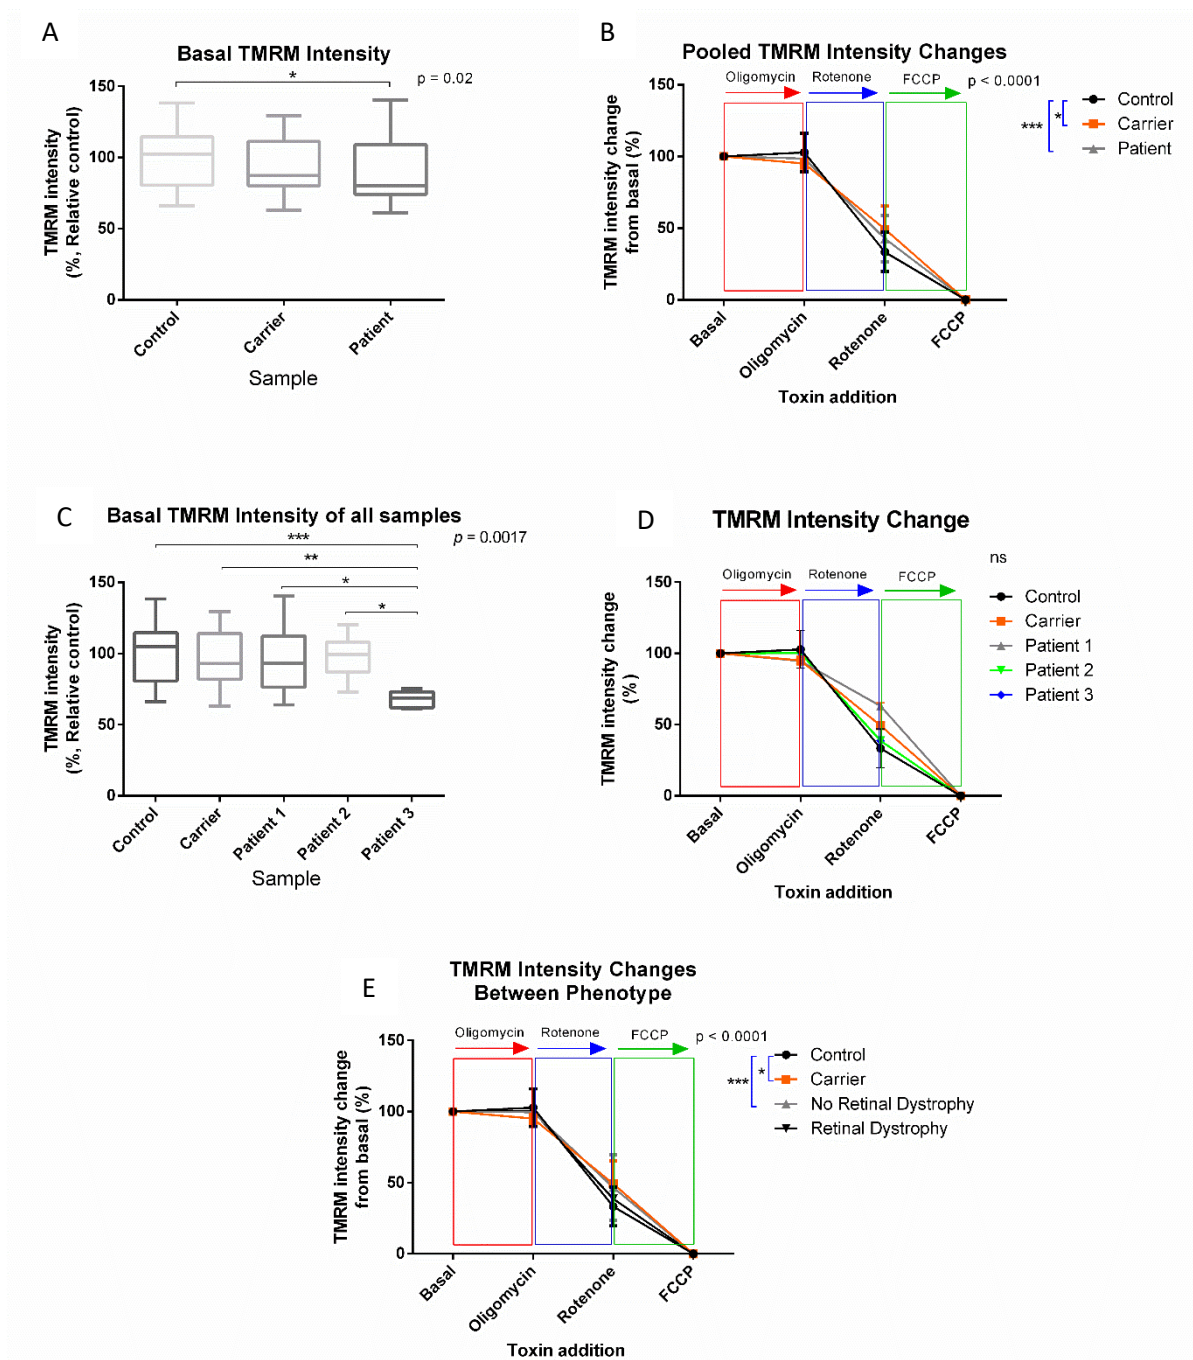 A
Basal TMRM Intensity
*
p = 0.02
150
100
50
0
TMRM intensity
(%, Relative control)
Control
Carrier
Patient
Sample
B
Pooled TMRM Intensity Changes
Oligomycin
Rotenone
FCCP
p < 0.0001
150
100
50
0
TMRM intensity change
from basal (%)
***
*
Control
Carrier
Patient
Basal
Oligomycin
Rotenone
FCCP
Toxin addition
C
Basal TMRM Intensity of all samples
p = 0.0017
***
**
*
*
150
100
50
0
TMRM intensity
(%, Relative control)
Control
Carrier
Patient 1
Patient 2
Patient 3
Sample
D
TMRM Intensity Change
ns
Oligomycin
Rotenone
FCCP
150
100
50
0
TMRM intensity change
(%)
Control
Carrier
Patient 1
Patient 2
Patient 3
Basal
Oligomycin
Rotenone
FCCP
Toxin addition
E
TMRM Intensity Changes
Between Phenotype
Oligomycin
Rotenone
FCCP
p < 0.0001
150
100
50
0
TMRM intensity change
from basal (%)
***
*
Control
Carrier
No Retinal Dystrophy
Retinal Dystrophy
Basal
Oligomycin
Rotenone
FCCP
Toxin addition